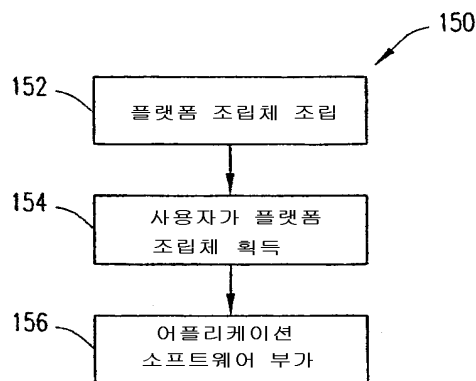 150
152
플랫폼 조립체 조립
154
사용자가 플랫폼
조립체 획득
156
어플리케이션
소프트웨어 부가